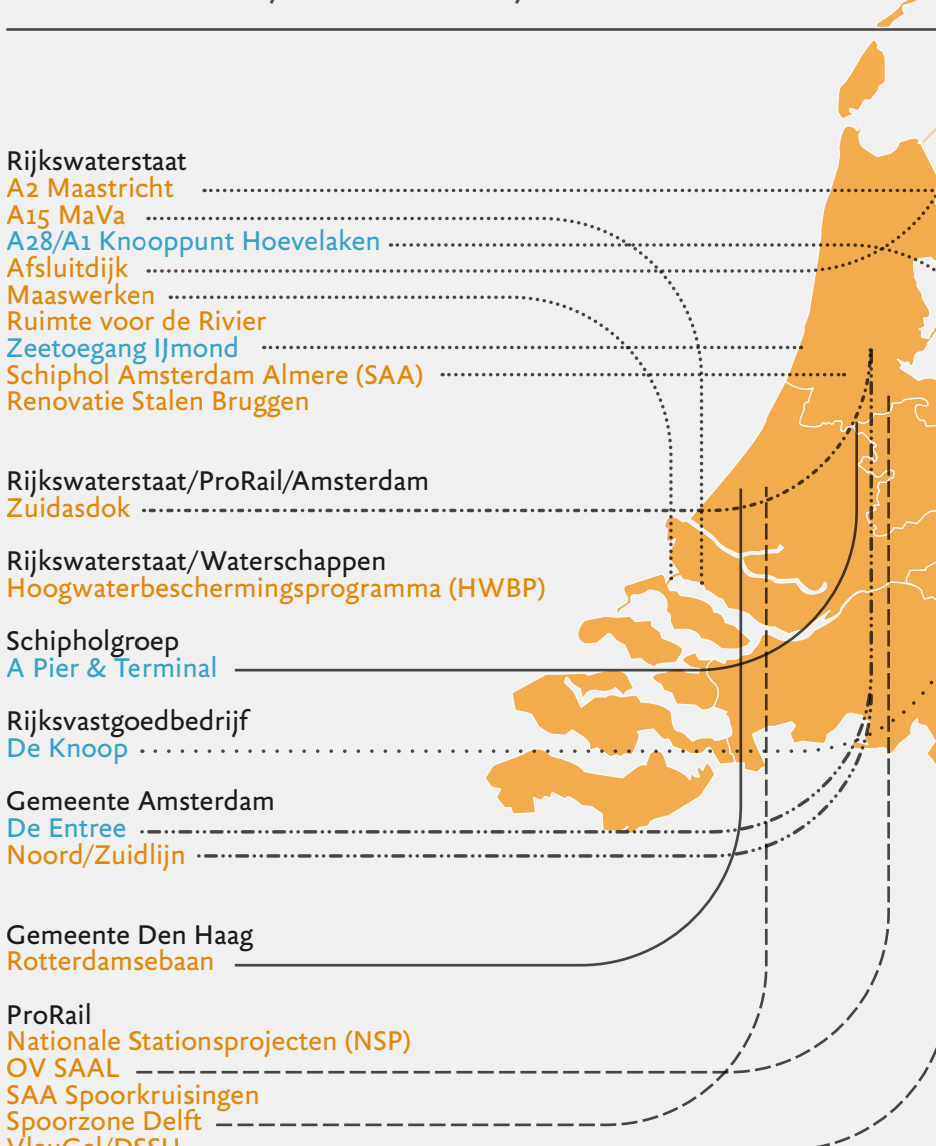 Rijkswaterstaat
A2 Maastricht
A15 MaVa
A28/A1 Knooppunt Hoevelaken
Afsluitdijk
Maaswerken
Ruimte voor de Rivier
Zeetoegang IJmond
Schiphol Amsterdam Almere (SAA)
Renovatie Stalen Bruggen
Rijkswaterstaat/ProRail/Amsterdam
Zuidasdok
Rijkswaterstaat/Waterschappen
Hoogwaterbeschermingsprogramma (HWBP)
Schipholgroep
A Pier & Terminal
Rijksvastgoedbedrijf
De Knoop
Gemeente Amsterdam
De Entree
Noord/Zuidlijn
Gemeente Den Haag
Rotterdamsebaan
ProRail
Nationale Stationsprojecten (NSP)
OV SAAL
SAA Spoorkruisingen
Spoorzone Delft